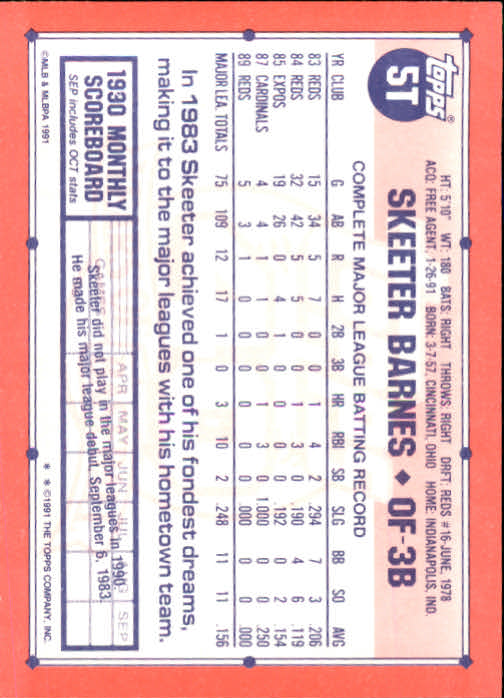 Topps®
5T
HT: 5'10" WT: 180 BATS: RIGHT THROWS: RIGHT DRFT: REDS #16-JUNE, 1978
ACQ: FREE AGENT, 1-26-91 BORN: 3-7-57, CINCINNATI, OHIO HOME: INDIANAPOLIS, IND.
SKEETER BARNES ♦ OF-3B
COMPLETE MAJOR LEAGUE BATTING RECORD
YR CLUB G AB R H 2B 3B HR RBI SB SLG BB SO AVG
83 REDS 15 34 5 7 0 0 1 4 2 .294 7 3 .206
84 REDS 32 42 5 5 0 0 1 3 0 .190 4 6 .119
85 EXPOS 19 26 0 4 1 0 0 0 0 .192 0 2 .154
87 CARDINALS 4 4 1 1 0 0 1 3 0 1.000 0 0 .250
89 REDS 5 3 1 0 0 0 0 0 0 .000 0 0 .000
MAJOR LEA. TOTALS 75 109 12 17 1 0 3 10 2 .248 11 11 .156
In 1983 Skeeter achieved one of his fondest dreams,
making it to the major leagues with his hometown team.
1930 MONTHLY
SCOREBOARD
SEP includes OCT stats
APR MAY JUN JUL AUG SEP
GAMES
Skeeter did not play in the major leagues in 1990.
He made his major league debut, September 6, 1983.
©MLB & MLBPA 1991
* * ©1991 THE TOPPS COMPANY, INC.